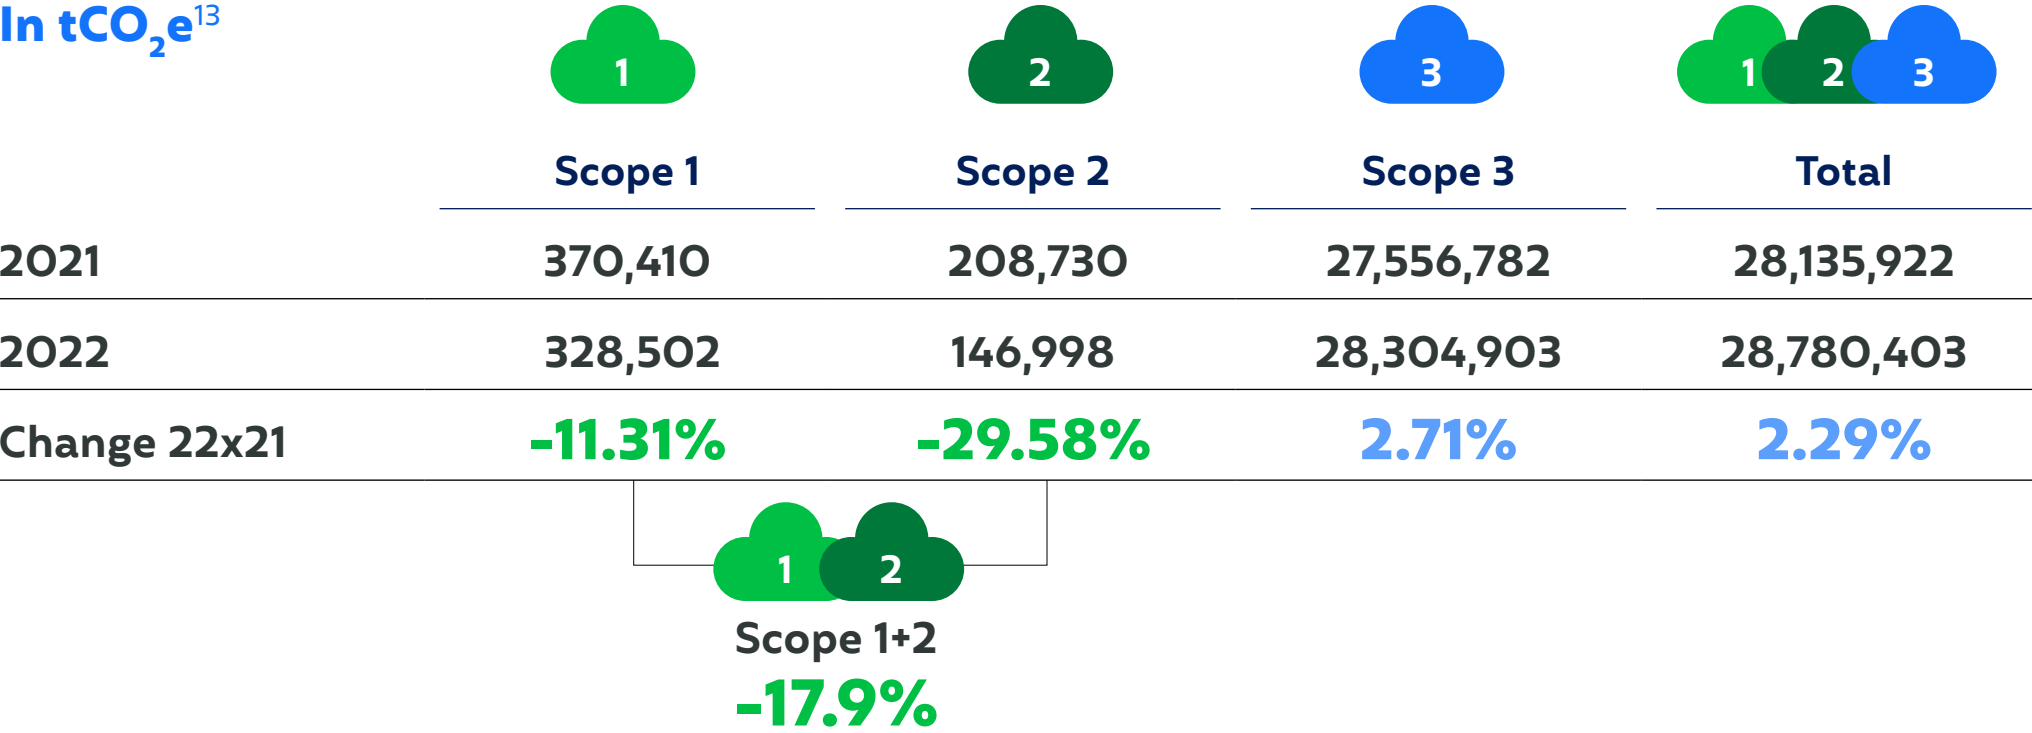 In tCO2e13
1 2 3 1 2 3
Scope 1 Scope 2 Scope 3 Total
2021 370,410 208,730 27,556,782 28,135,922
2022 328,502 146,998 28,304,903 28,780,403
Change 22x21 -11.31% -29.58% 2.71% 2.29%
1 2
Scope 1+2
-17.9%